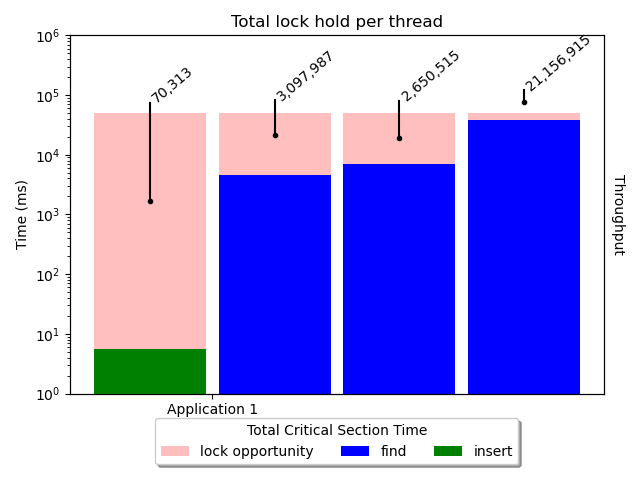 Total lock hold per thread
10^6
10^5
10^4
10^3
10^2
10^1
10^0
Time (ms)
70,313
3,097,987
2,650,515
21,156,915
Throughput
Application 1
Total Critical Section Time
lock opportunity find insert